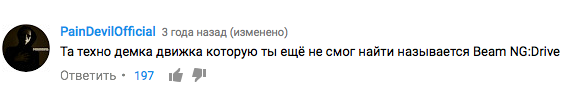 PainDevilOfficial 3 года назад (изменено)
Та техно демка движка которую ты ещё не смог найти называется Beam NG:Drive
Ответить • 197